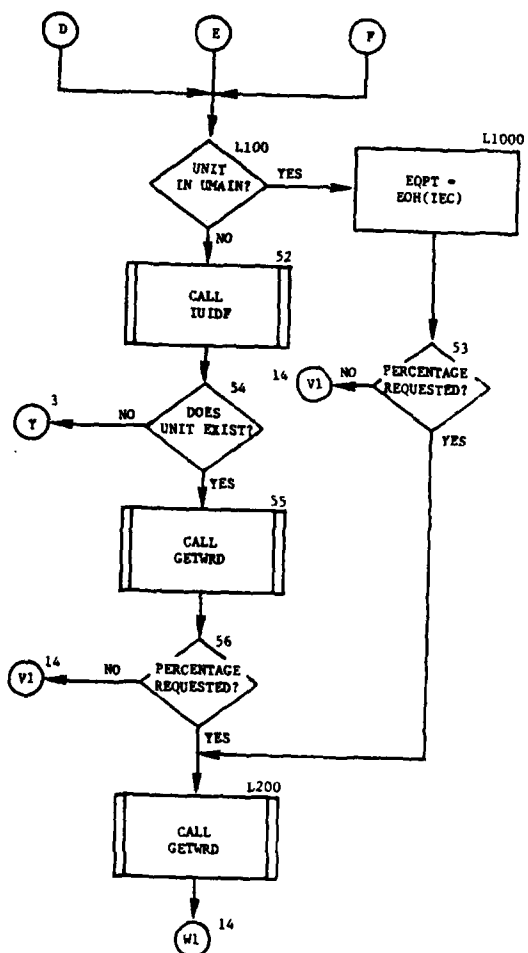 D
E
F
L100
UNIT
IN UMAIN?
YES
NO
L1000
EQPT =
EOH(IEC)
52
CALL
IUIDF
53
PERCENTAGE
REQUESTED?
NO
14
V1
YES
54
DOES
UNIT EXIST?
NO
3
Y
YES
55
CALL
GETWRD
56
PERCENTAGE
REQUESTED?
NO
14
V1
YES
L200
CALL
GETWRD
14
W1